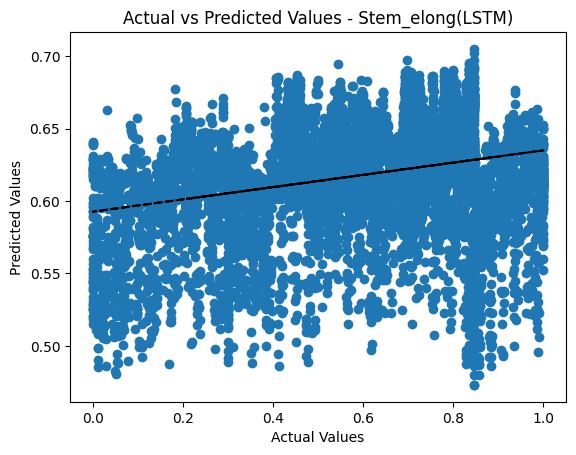 Actual vs Predicted Values - Stem_elong(LSTM)
Predicted Values
0.70
0.65
0.60
0.55
0.50
0.0 0.2 0.4 0.6 0.8 1.0
Actual Values